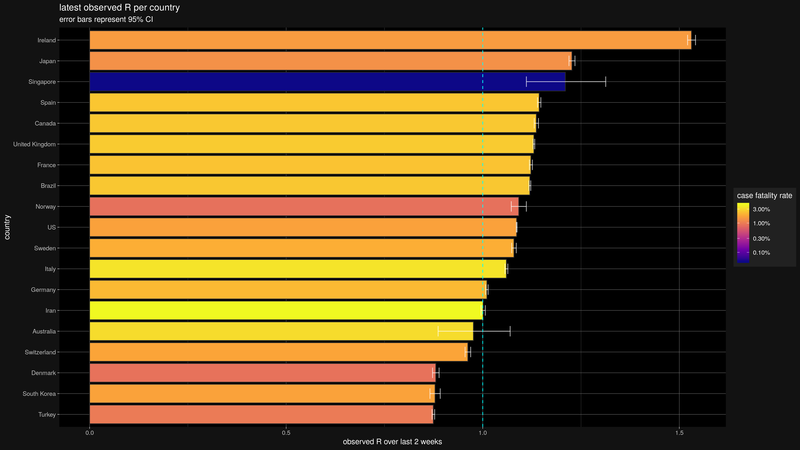 latest observed R per country
error bars represent 95% CI
Ireland
Japan
Singapore
Spain
Canada
United Kingdom
France
Brazil
Norway
US
Sweden
Italy
Germany
Iran
Australia
Switzerland
Denmark
South Korea
Turkey
country
0.0
0.5
1.0
1.5
observed R over last 2 weeks
case fatality rate
3.00%
1.00%
0.30%
0.10%